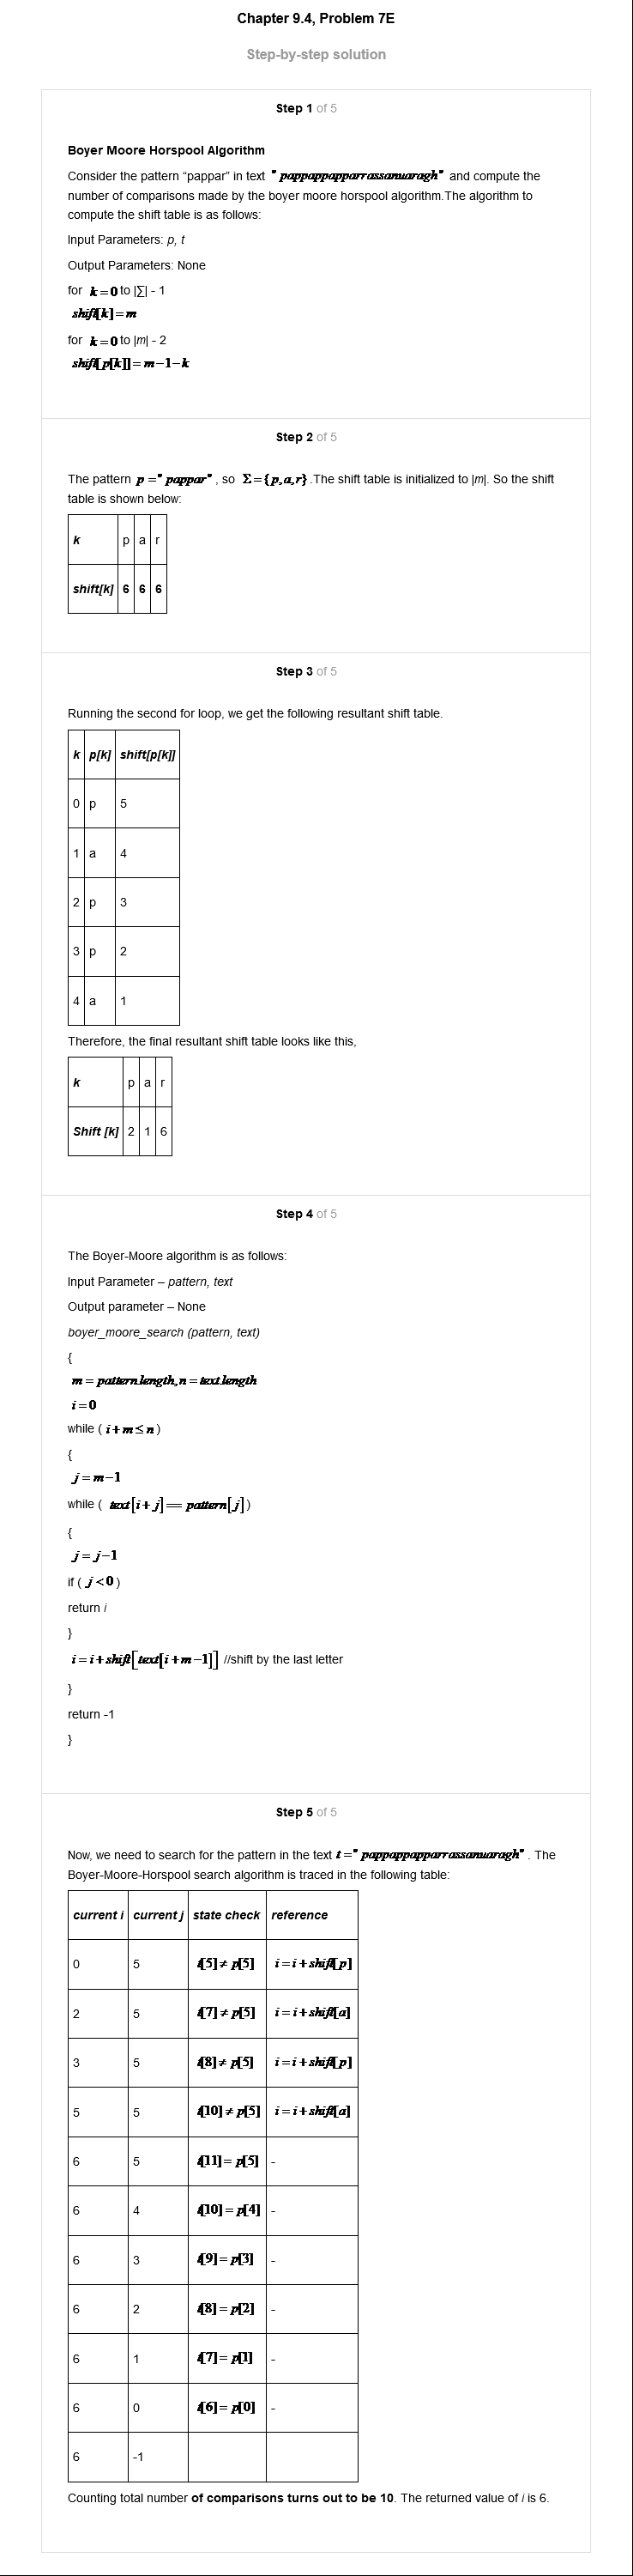 Chapter 9.4, Problem 7E
Step-by-step solution
Step 1 of 5
Boyer Moore Horspool Algorithm
Consider the pattern “pappar” in text "pappappapparrassanuaragh" and compute the
number of comparisons made by the boyer moore horspool algorithm.The algorithm to
compute the shift table is as follows:
Input Parameters: p, t
Output Parameters: None
for k = 0 to |∑| - 1
shift[k] = m
for k = 0 to |m| - 2
shift[p[k]] = m − 1 − k
Step 2 of 5
The pattern p = "pappar" , so Σ = {p,a,r} .The shift table is initialized to |m|. So the shift
table is shown below:
k p a r
shift[k] 6 6 6
Step 3 of 5
Running the second for loop, we get the following resultant shift table.
k p[k] shift[p[k]]
0 p 5
1 a 4
2 p 3
3 p 2
4 a 1
Therefore, the final resultant shift table looks like this,
k p a r
Shift [k] 2 1 6
Step 4 of 5
The Boyer-Moore algorithm is as follows:
Input Parameter – pattern, text
Output parameter – None
boyer_moore_search (pattern, text)
{
m = pattern.length, n = text.length
i = 0
while ( i + m ≤ n )
{
j = m − 1
while ( text[i + j] == pattern[j] )
{
j = j − 1
if ( j < 0 )
return i
}
i = i + shift[text[i + m − 1]] //shift by the last letter
}
return -1
}
Step 5 of 5
Now, we need to search for the pattern in the text t = "pappappapparrassanuaragh" . The
Boyer-Moore-Horspool search algorithm is traced in the following table:
current i current j state check reference
0 5 t[5] ≠ p[5] i = i + shift[p]
2 5 t[7] ≠ p[5] i = i + shift[a]
3 5 t[8] ≠ p[5] i = i + shift[p]
5 5 t[10] ≠ p[5] i = i + shift[a]
6 5 t[11] = p[5] -
6 4 t[10] = p[4] -
6 3 t[9] = p[3] -
6 2 t[8] = p[2] -
6 1 t[7] = p[1] -
6 0 t[6] = p[0] -
6 -1
Counting total number of comparisons turns out to be 10. The returned value of i is 6.